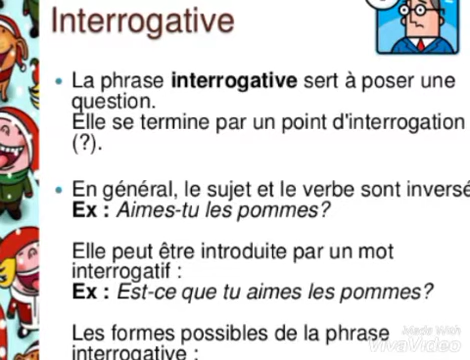 Interrogative
• La phrase interrogative sert à poser une
question.
Elle se termine par un point d'interrogation
(?).
• En général, le sujet et le verbe sont inversé
Ex : Aimes-tu les pommes?
Elle peut être introduite par un mot
interrogatif :
Ex : Est-ce que tu aimes les pommes?
Les formes possibles de la phrase
interrogative :
Made With
VivaVideo